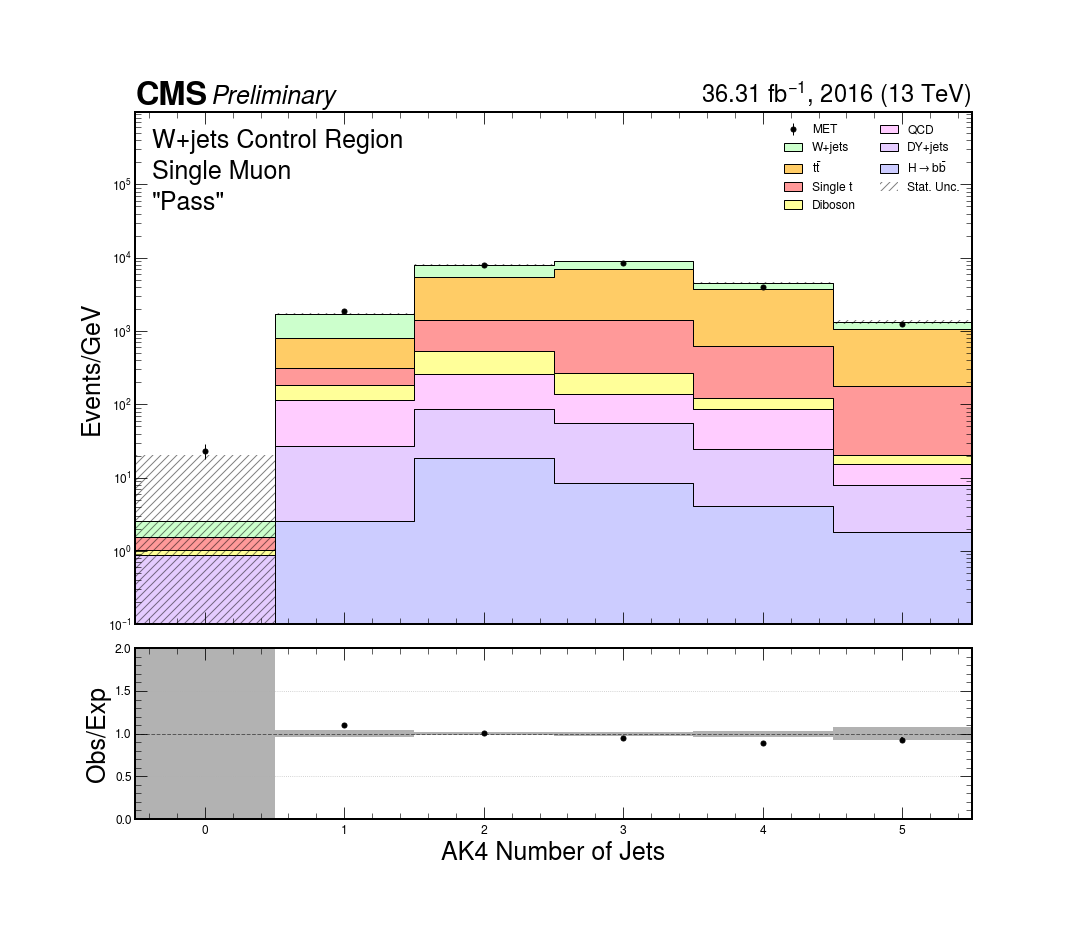 CMS Preliminary
36.31 fb⁻¹, 2016 (13 TeV)
W+jets Control Region
Single Muon
"Pass"
MET
W+jets
tt̄
Single t
Diboson
QCD
DY+jets
H→bb̄
Stat. Unc.
Events/GeV
10⁵
10⁴
10³
10²
10¹
10⁰
10⁻¹
Obs/Exp
2.0
1.5
1.0
0.5
0.0
0 1 2 3 4 5
AK4 Number of Jets